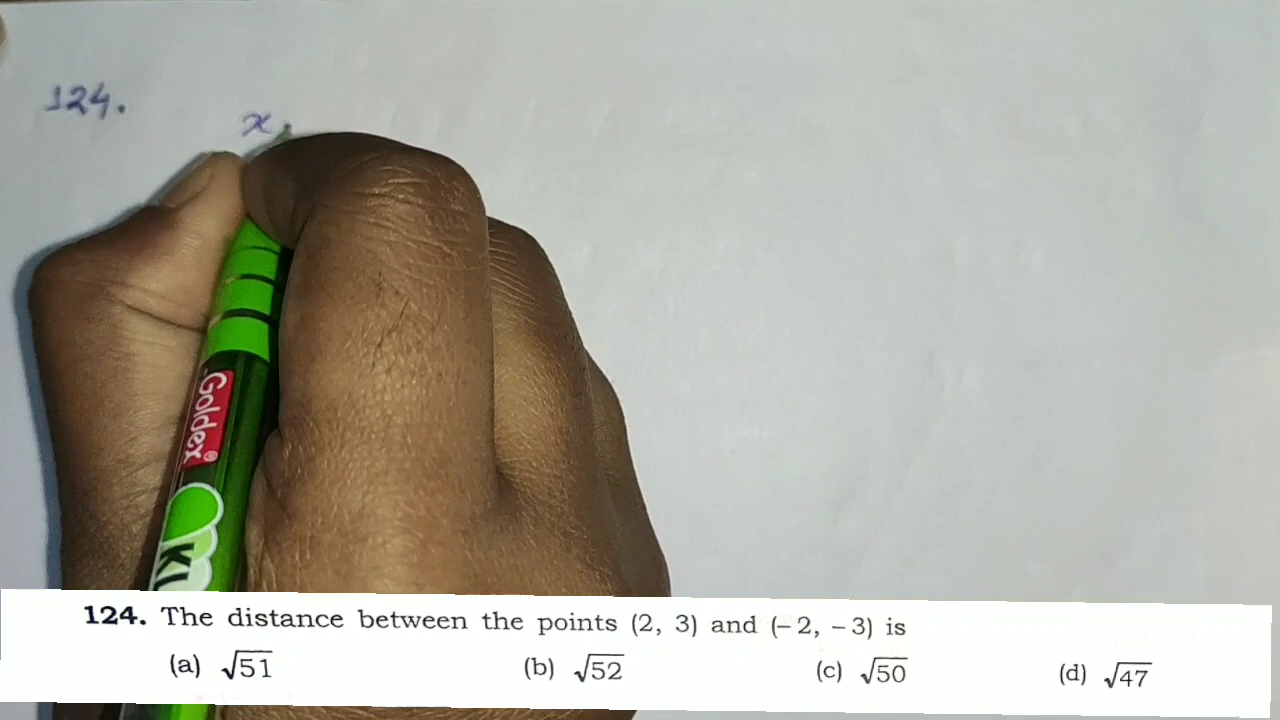 124.
x
Goldex®
124. The distance between the points (2, 3) and (– 2, – 3) is
(a) √51 (b) √52 (c) √50 (d) √47